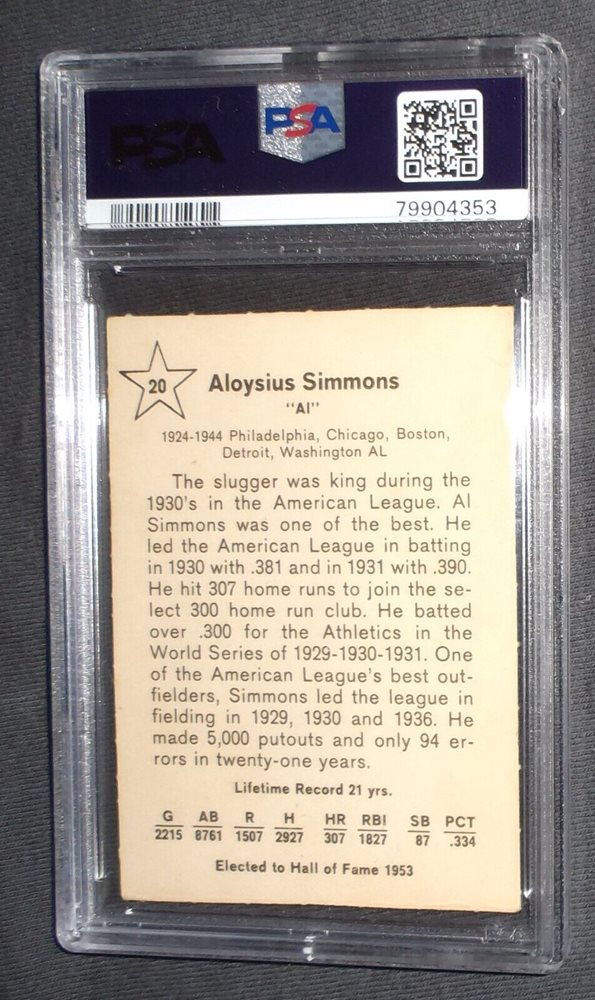 PSA
PSA
79904353
20
Aloysius Simmons
"Al"
1924-1944 Philadelphia, Chicago, Boston,
Detroit, Washington AL
The slugger was king during the
1930's in the American League. Al
Simmons was one of the best. He
led the American League in batting
in 1930 with .381 and in 1931 with .390.
He hit 307 home runs to join the se-
lect 300 home run club. He batted
over .300 for the Athletics in the
World Series of 1929-1930-1931. One
of the American League's best out-
fielders, Simmons led the league in
fielding in 1929, 1930 and 1936. He
made 5,000 putouts and only 94 er-
rors in twenty-one years.
Lifetime Record 21 yrs.
G AB R H HR RBI SB PCT
2215 8761 1507 2927 307 1827 87 .334
Elected to Hall of Fame 1953